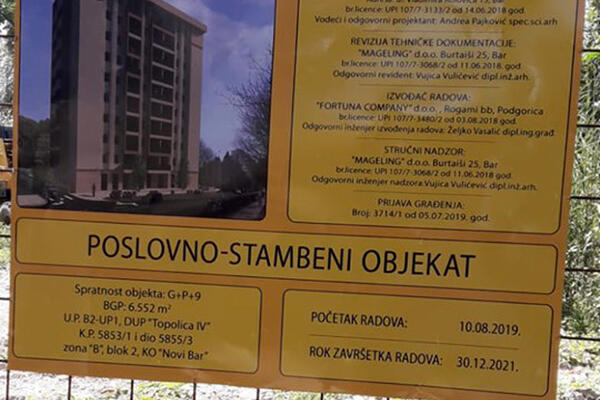 br.licence: UPI 107/7-3133/2 od 14.06.2018 god.
Vodeći i odgovorni projektant: Andrea Pajković spec.sci.arh
REVIZIJA TEHNIČKE DOKUMENTACIJE:
"MAGELING" d.o.o. Burtaiši 25, Bar
br.licence: UPI 107/7-3068/2 od 11.06.2018 god.
Odgovorni revident: Vujica Vulićević dipl.inž.arh.
IZVOĐAČ RADOVA:
"FORTUNA COMPANY" d.o.o. , Rogami bb, Podgorica
br.licence: UPI 107/7-3480/2 od 03.08.2018 god.
Odgovorni inženjer izvođenja radova: Željko Vasalić dipl.ing.građ.
STRUČNI NADZOR:
"MAGELING" d.o.o. Burtaiši 25, Bar
br.licence: UPI 107/7-3068/2 od 11.06.2018 god.
Odgovorni inženjer nadzora:Vujica Vulićević dipl.inž.arh.
PRIJAVA GRAĐENJA:
Broj: 3714/1 od 05.07.2019. god.
POSLOVNO-STAMBENI OBJEKAT
Spratnost objekta: G+P+9
BGP: 6.552 m²
U.P. B2-UP1, DUP "Topolica IV"
K.P. 5853/1 i dio 5855/3
zona "B", blok 2, KO "Novi Bar"
POČETAK RADOVA: 10.08.2019.
ROK ZAVRŠETKA RADOVA: 30.12.2021.